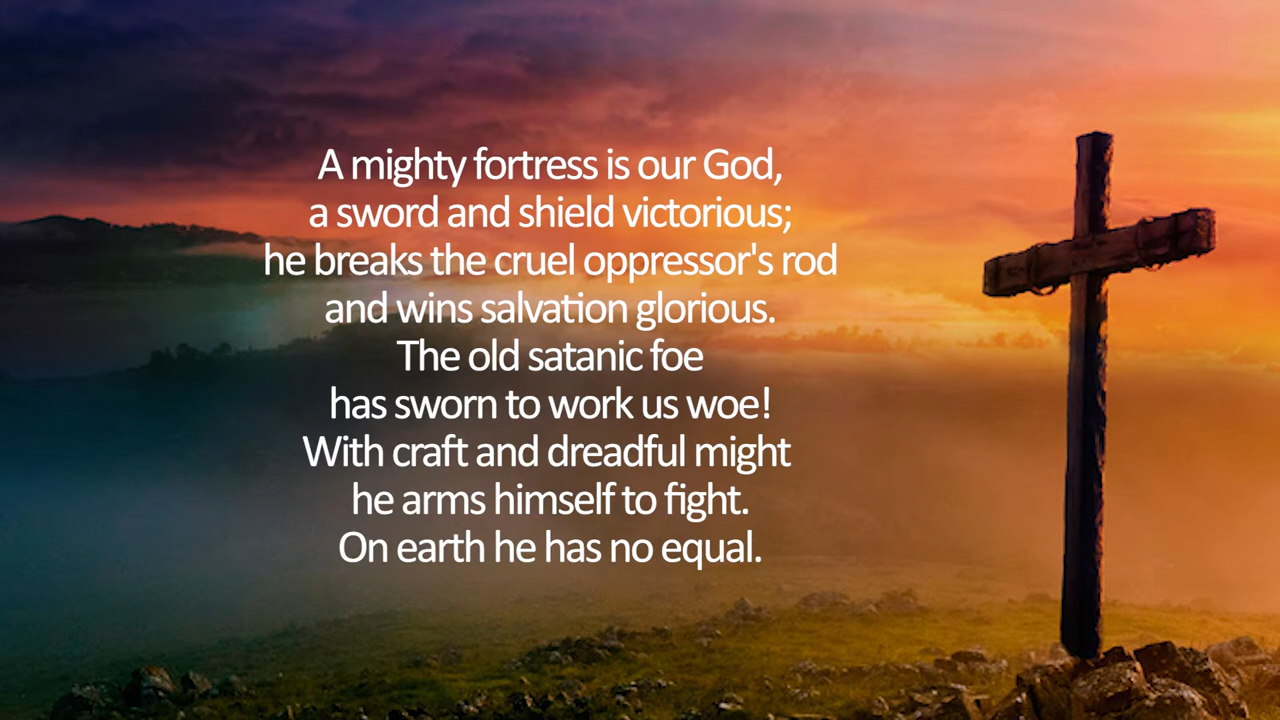 A mighty fortress is our God,
a sword and shield victorious;
he breaks the cruel oppressor's rod
and wins salvation glorious.
The old satanic foe
has sworn to work us woe!
With craft and dreadful might
he arms himself to fight.
On earth he has no equal.